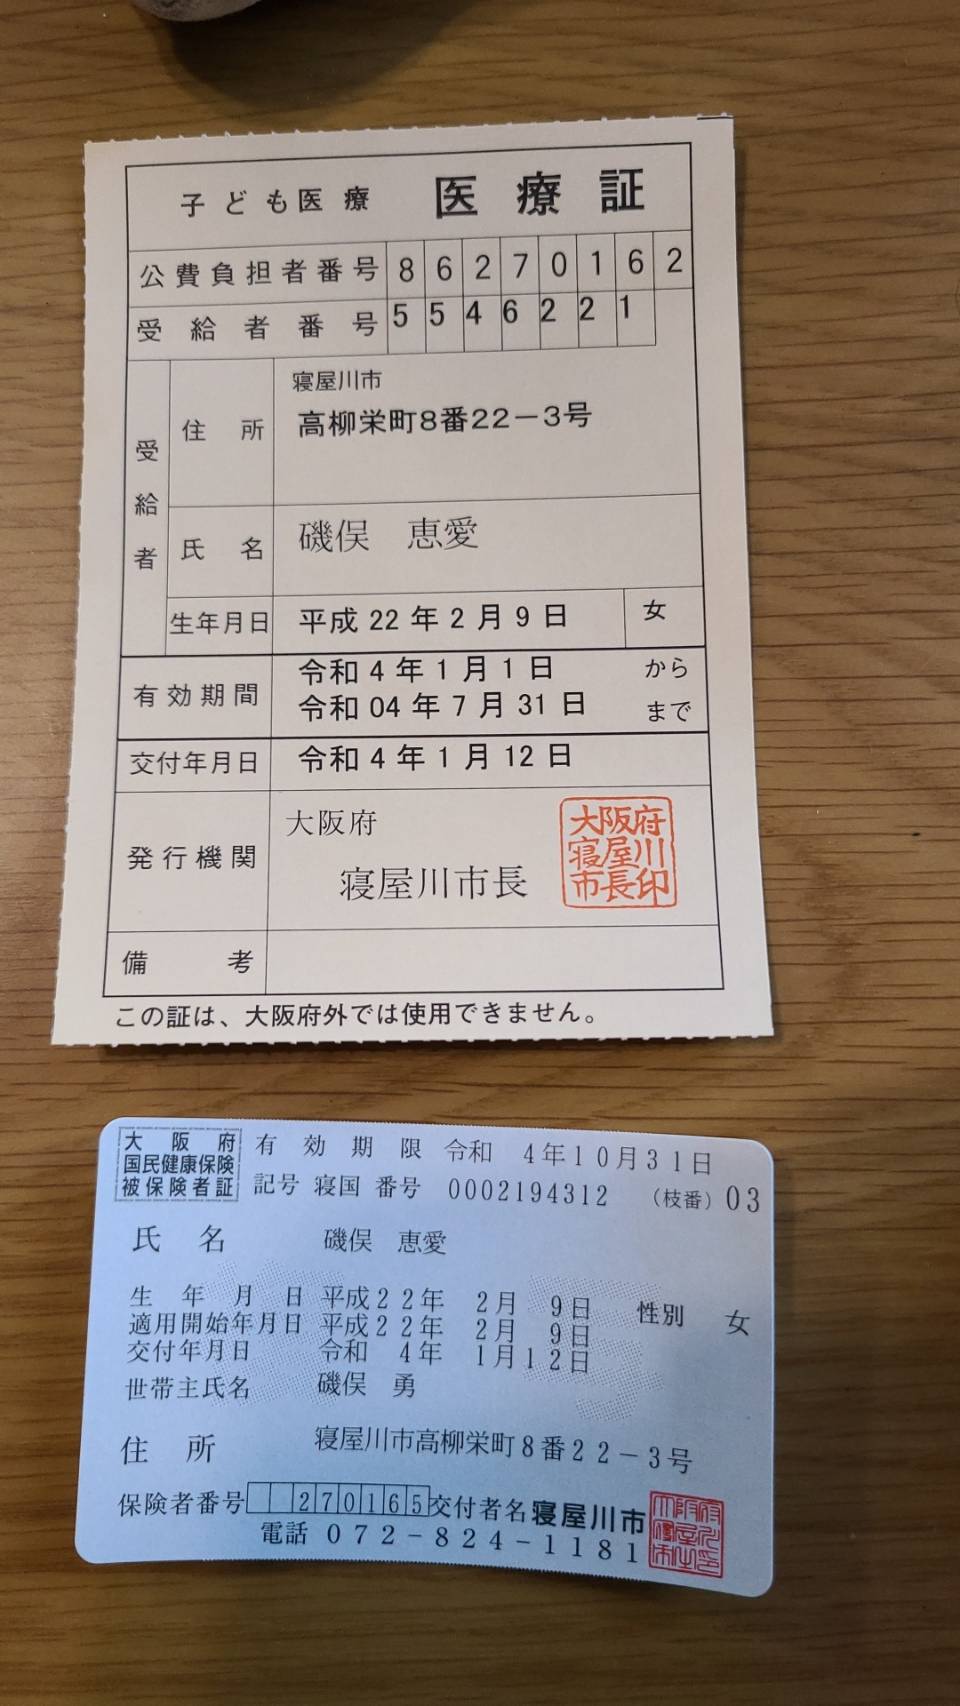 子ども医療 医療証
公費負担者番号 86270162
受給者番号 5546221
受給者
住所 寝屋川市
高柳栄町8番22－3号
氏名 磯俣 恵愛
生年月日 平成22年2月9日 女
有効期間 令和4年1月1日 から
令和04年7月31日 まで
交付年月日 令和4年1月12日
発行機関 大阪府
寝屋川市長
大阪府
寝屋川
市長印
備考
この証は、大阪府外では使用できません。
大阪府 有効期限 令和 4年10月31日
国民健康保険
被保険者証 記号 寝国 番号 0002194312 （枝番）03
氏名 磯俣 恵愛
生年月日 平成22年 2月 9日 性別 女
適用開始年月日 平成22年 2月 9日
交付年月日 令和 4年 1月12日
世帯主氏名 磯俣 勇
住所 寝屋川市高柳栄町8番22－3号
保険者番号 270165 交付者名 寝屋川市
電話 072－824－1181